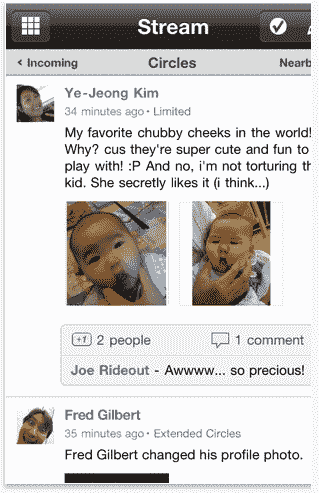 Stream
Incoming Circles Nearb
Ye-Jeong Kim
34 minutes ago • Limited
My favorite chubby cheeks in the world!
Why? cus they're super cute and fun to
play with! :P And no, i'm not torturing th
kid. She secretly likes it (i think...)
+1 2 people 1 comment
Joe Rideout - Awwww... so precious!
Fred Gilbert
35 minutes ago • Extended Circles
Fred Gilbert changed his profile photo.